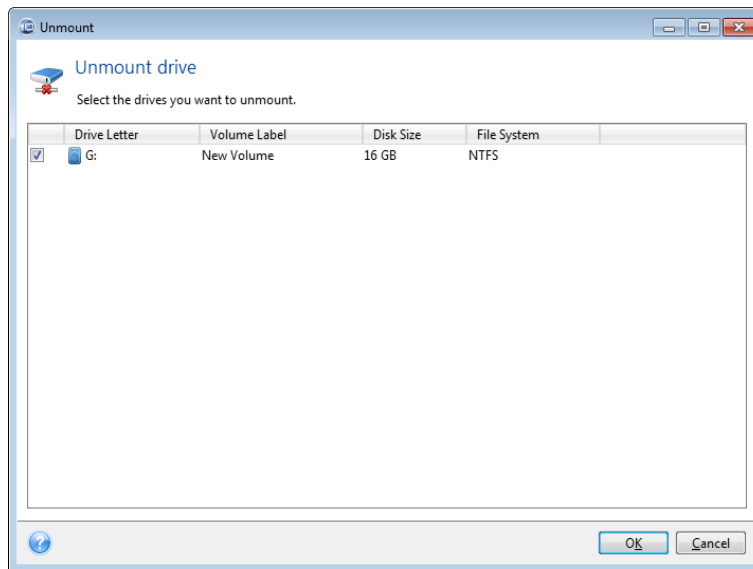 Unmount
Unmount drive
Select the drives you want to unmount.
Drive Letter Volume Label Disk Size File System
G: New Volume 16 GB NTFS
OK Cancel